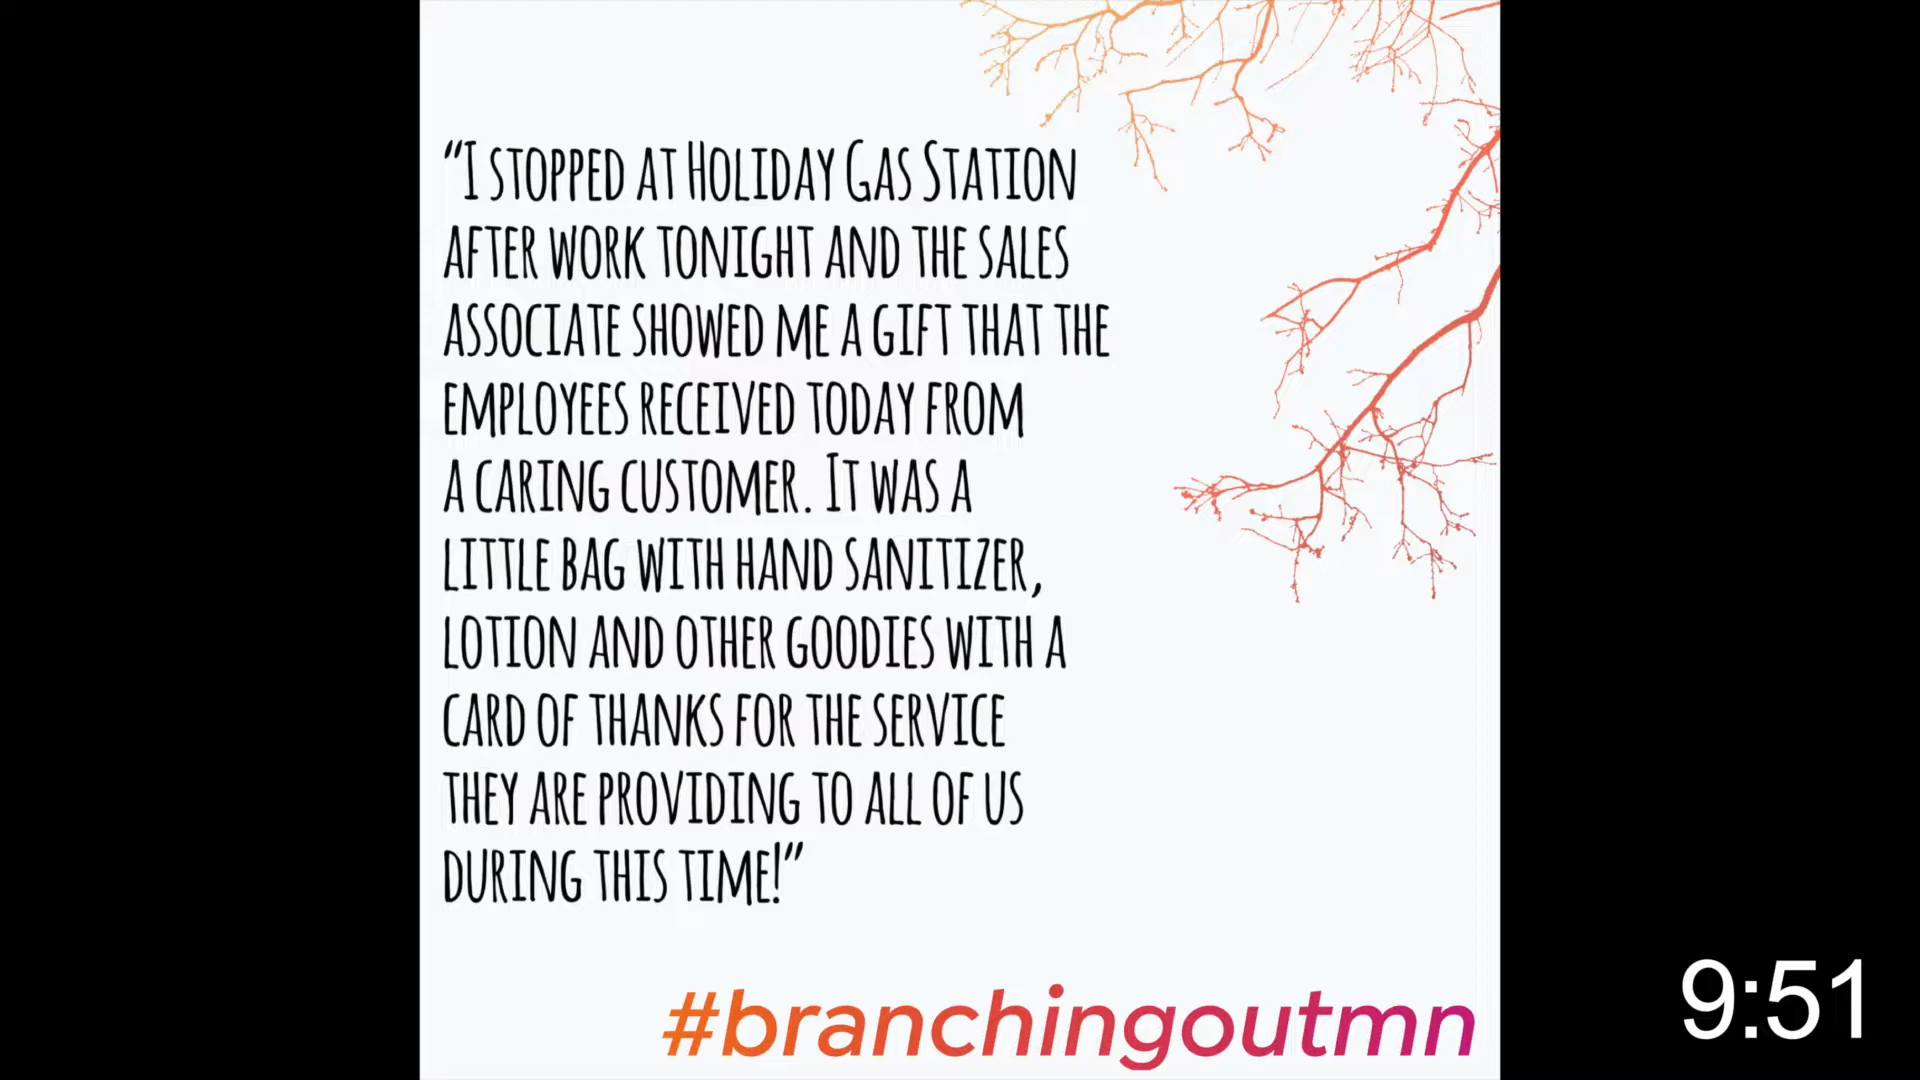 “I stopped at Holiday Gas Station
after work tonight and the sales
associate showed me a gift that the
employees received today from
a caring customer. It was a
little bag with hand sanitizer,
lotion and other goodies with a
card of thanks for the service
they are providing to all of us
during this time!”
#branchingoutmn
9:51